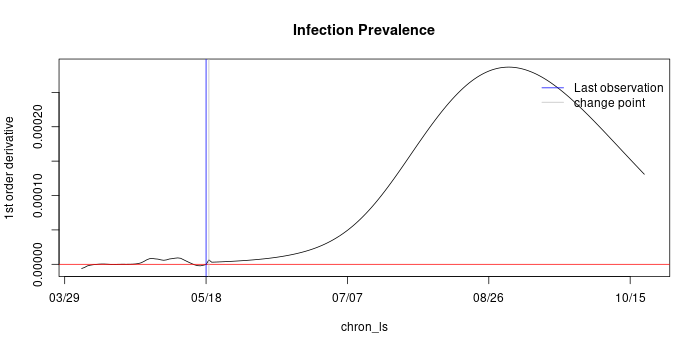 Infection Prevalence
1st order derivative
0.00020
0.00010
0.00000
Last observation
change point
03/29 05/18 07/07 08/26 10/15
chron_ls